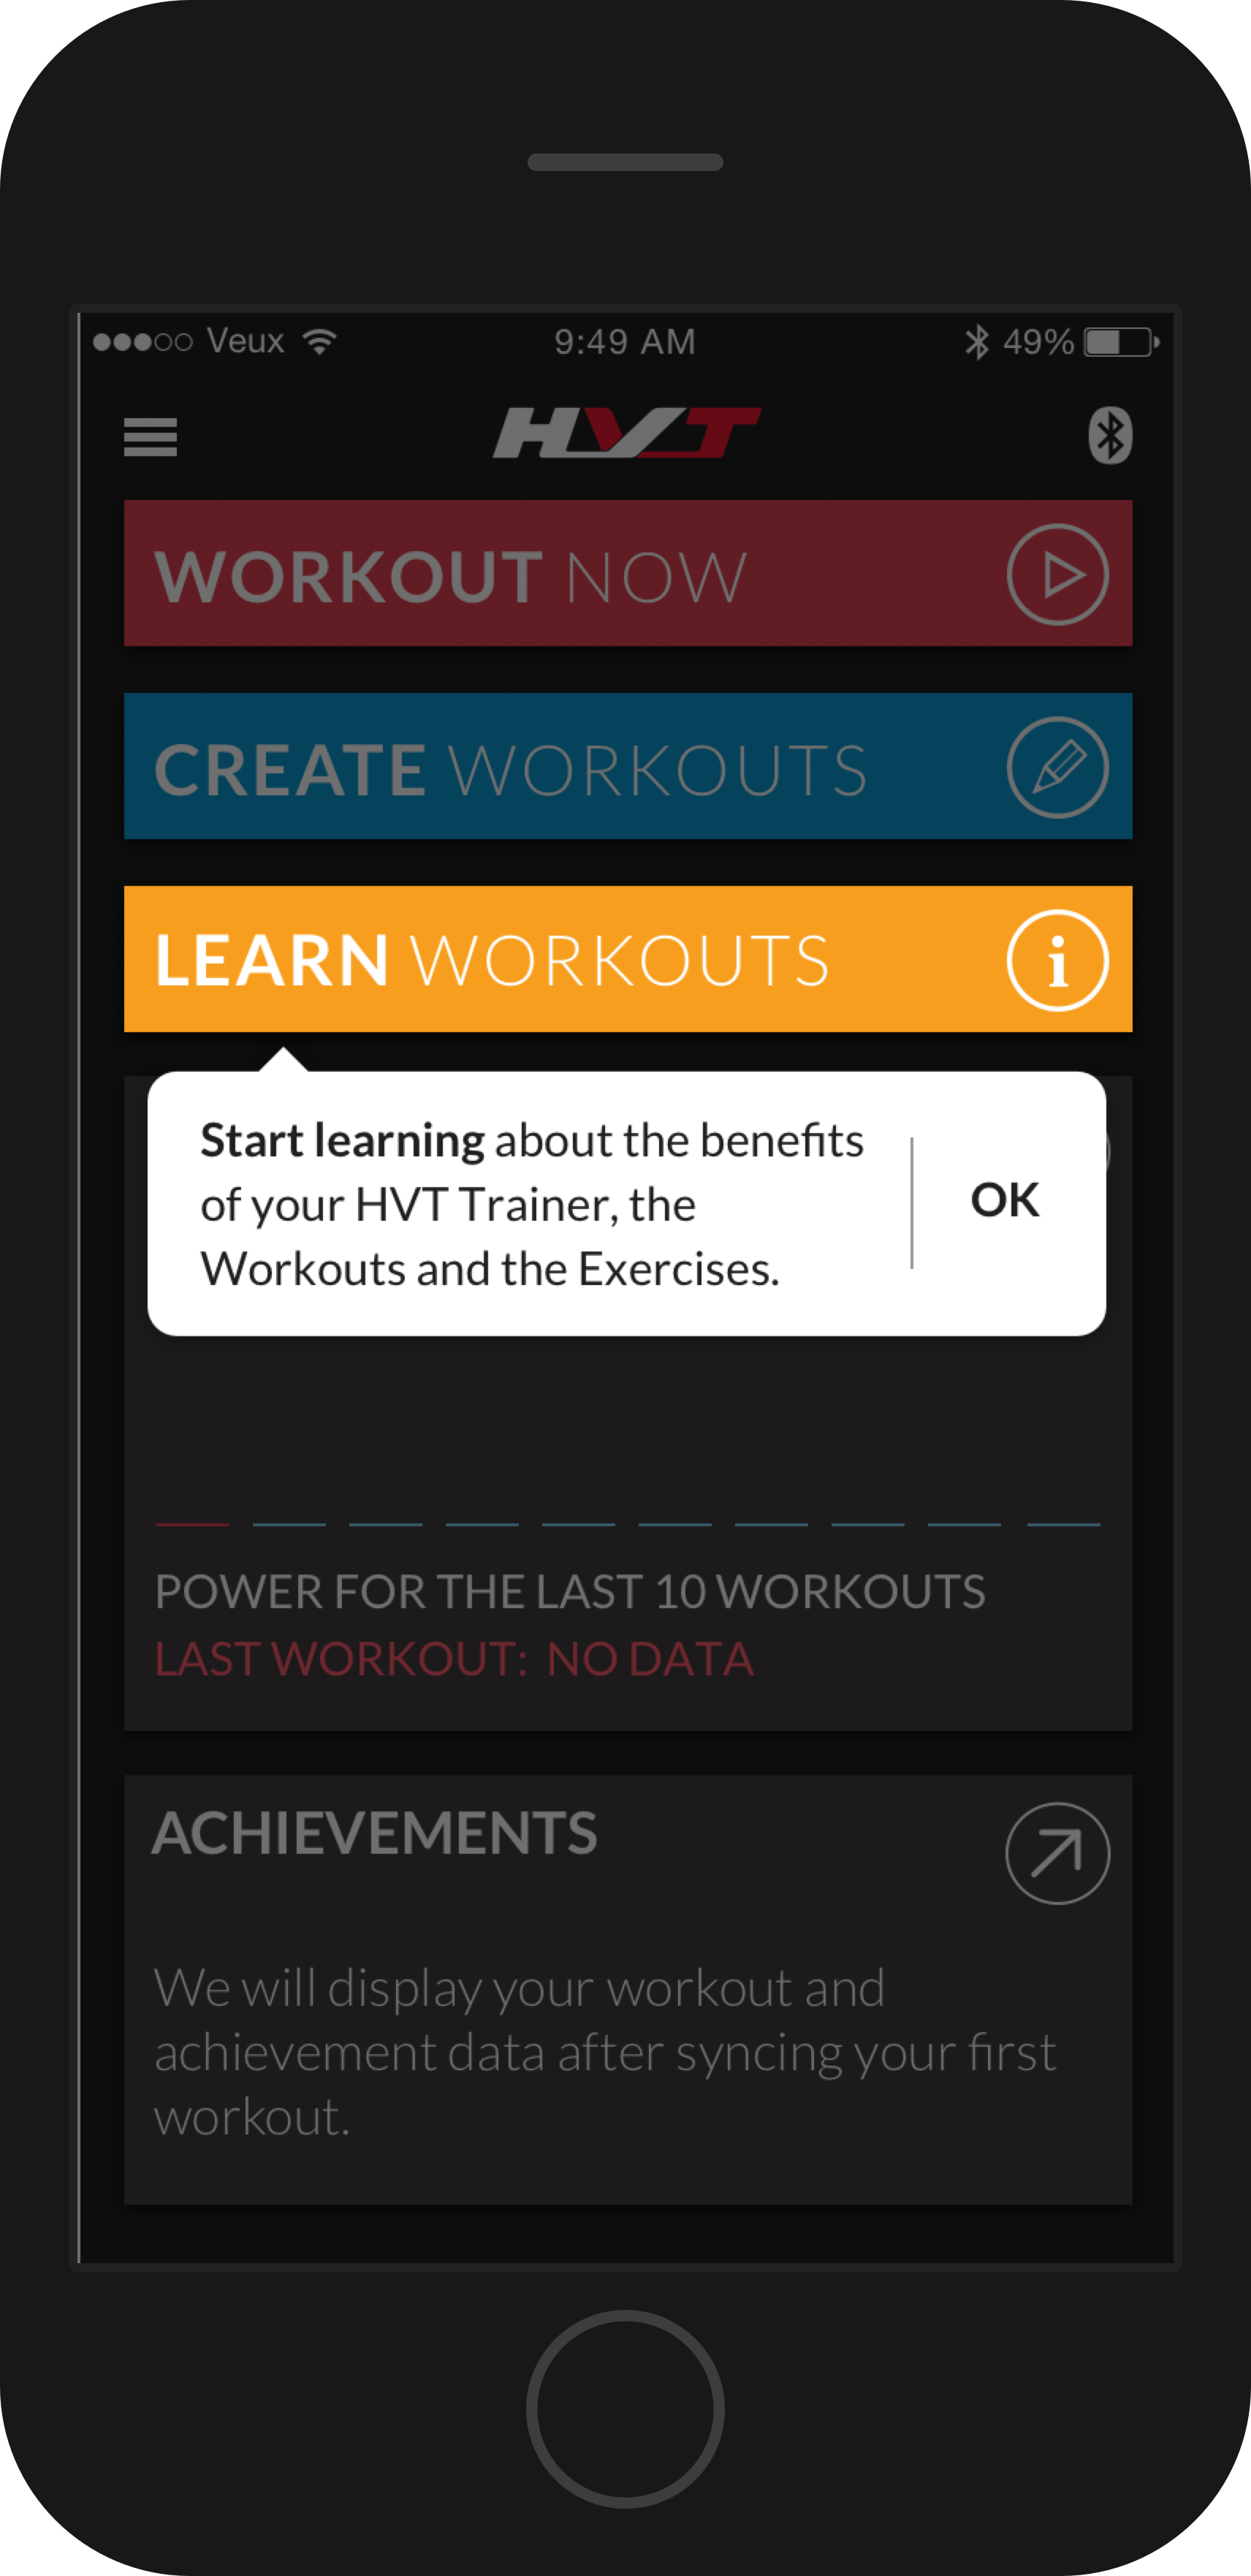 Veux 9:49 AM 49%
HVT
WORKOUT NOW
CREATE WORKOUTS
LEARN WORKOUTS
i
Start learning about the benefits
of your HVT Trainer, the
Workouts and the Exercises.
OK
POWER FOR THE LAST 10 WORKOUTS
LAST WORKOUT: NO DATA
ACHIEVEMENTS
We will display your workout and
achievement data after syncing your first
workout.